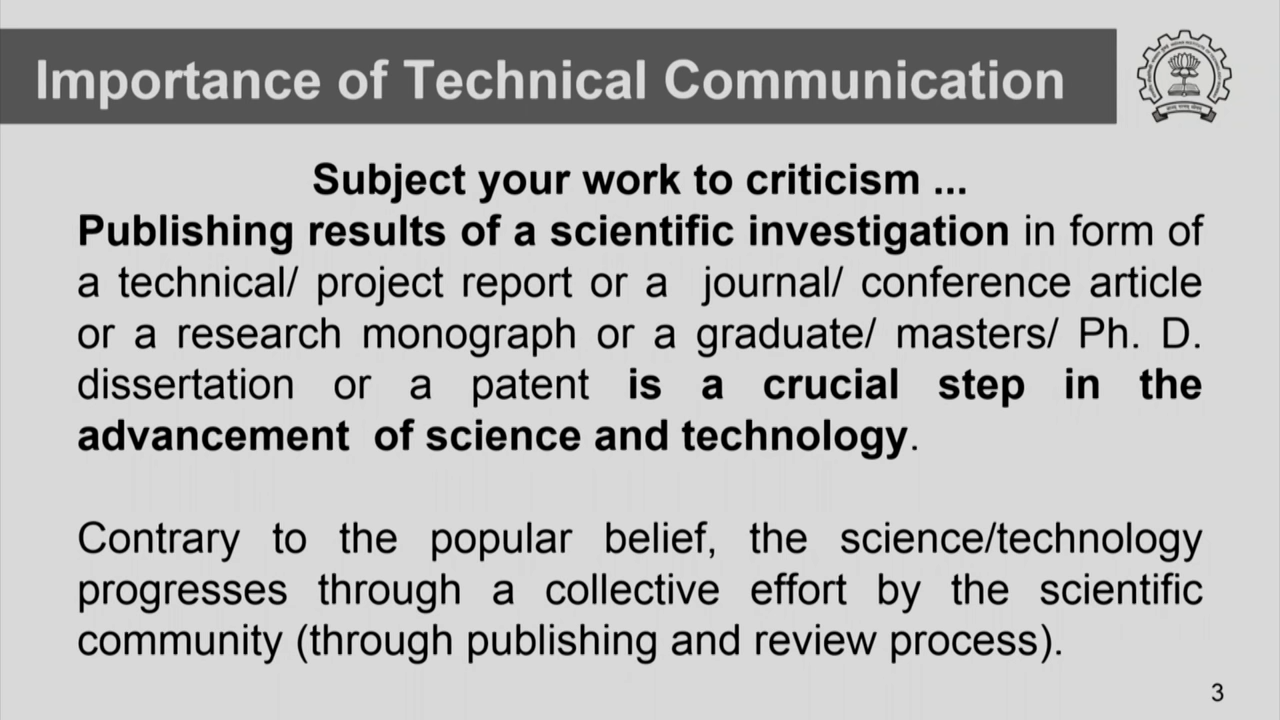 Importance of Technical Communication
Subject your work to criticism ...
Publishing results of a scientific investigation in form of
a technical/ project report or a journal/ conference article
or a research monograph or a graduate/ masters/ Ph. D.
dissertation or a patent is a crucial step in the
advancement of science and technology.
Contrary to the popular belief, the science/technology
progresses through a collective effort by the scientific
community (through publishing and review process).
3